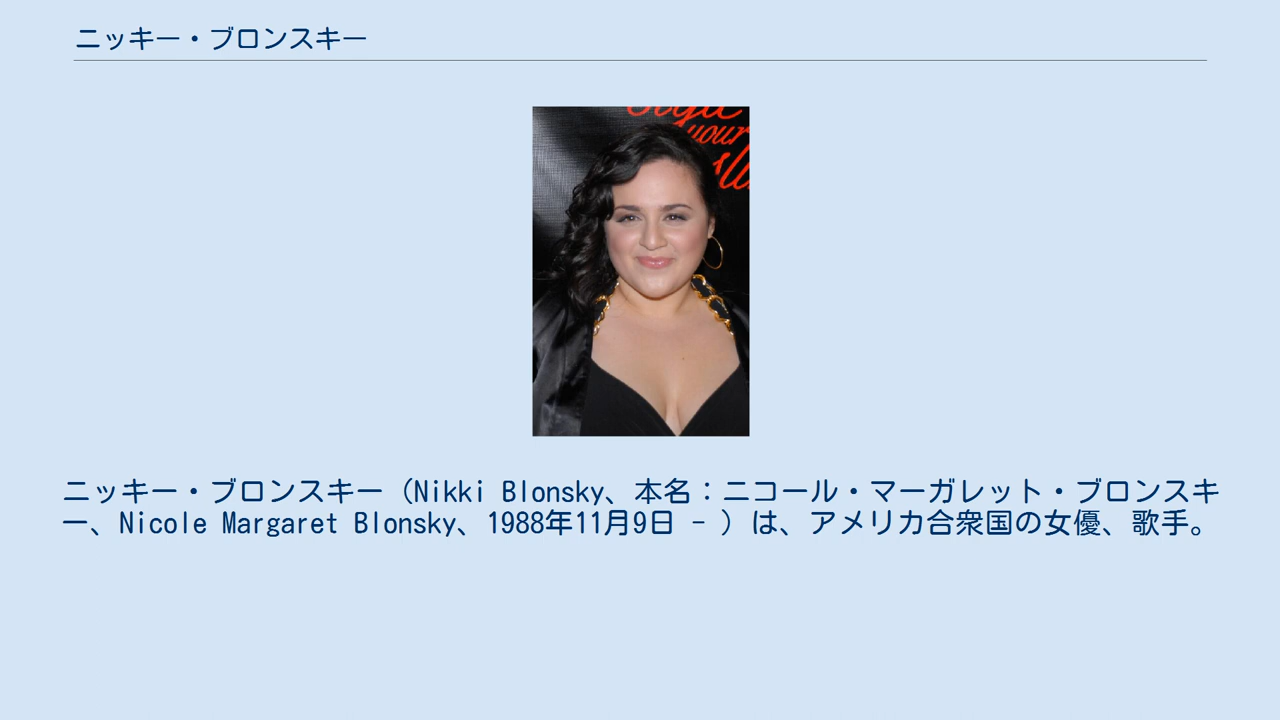 ニッキー・ブロンスキー
your
ニッキー・ブロンスキー（Nikki Blonsky、本名：ニコール・マーガレット・ブロンスキ
ー、Nicole Margaret Blonsky、1988年11月9日 - ）は、アメリカ合衆国の女優、歌手。